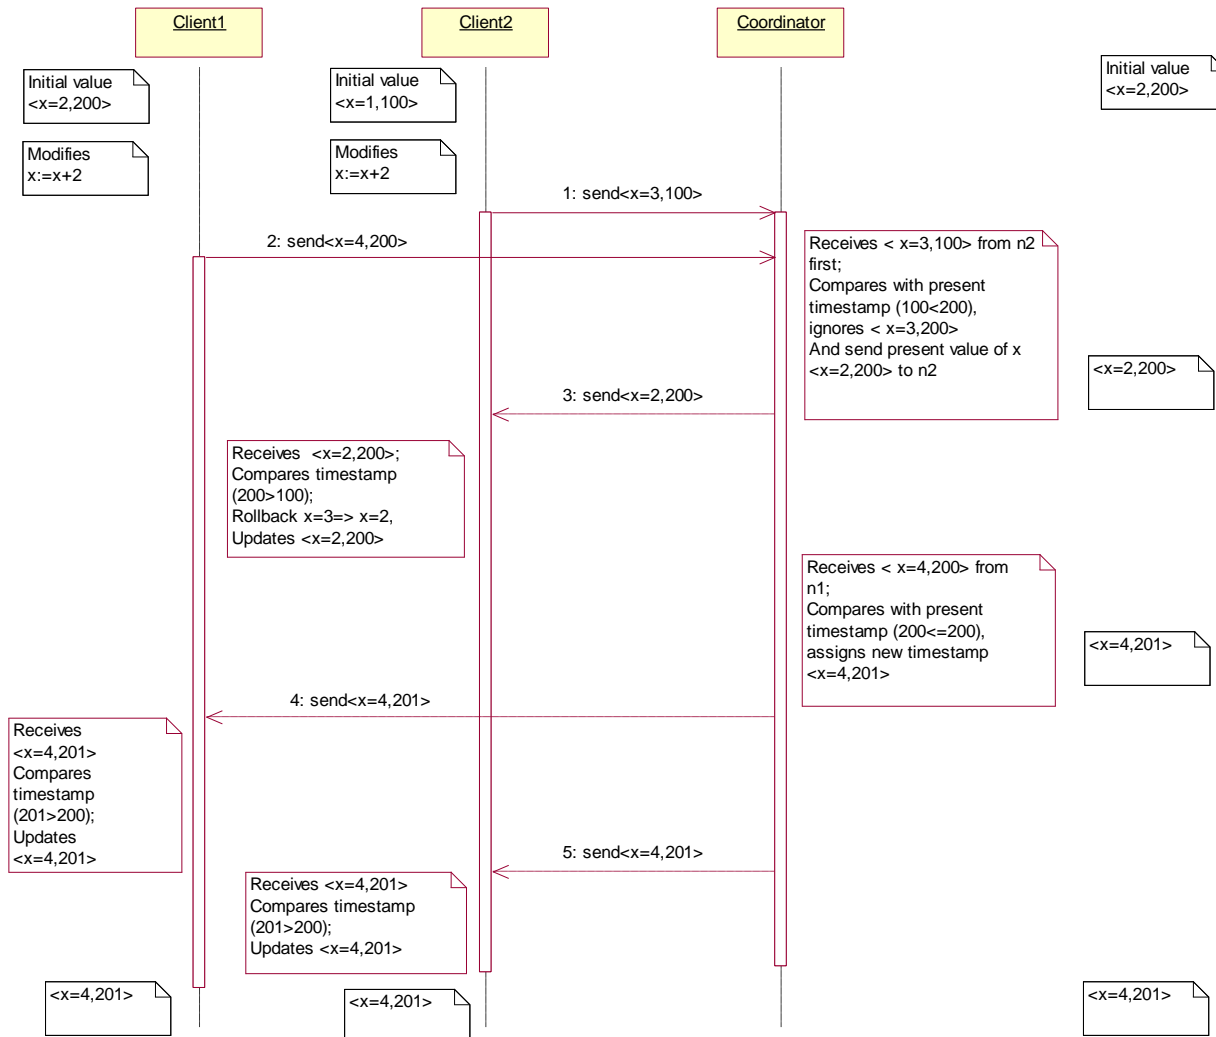 Client1
Client2
Coordinator
Initial value
<x=2,200>
Initial value
<x=1,100>
Initial value
<x=2,200>
Modifies
x:=x+2
Modifies
x:=x+2
1: send<x=3,100>
2: send<x=4,200>
Receives < x=3,100> from n2
first;
Compares with present
timestamp (100<200),
ignores < x=3,200>
And send present value of x
<x=2,200> to n2
<x=2,200>
3: send<x=2,200>
Receives  <x=2,200>;
Compares timestamp
(200>100);
Rollback x=3=> x=2,
Updates <x=2,200>
Receives < x=4,200> from
n1;
Compares with present
timestamp (200<=200),
assigns new timestamp
<x=4,201>
<x=4,201>
4: send<x=4,201>
Receives
<x=4,201>
Compares
timestamp
(201>200);
Updates
<x=4,201>
5: send<x=4,201>
Receives <x=4,201>
Compares timestamp
(201>200);
Updates <x=4,201>
<x=4,201>
<x=4,201>
<x=4,201>